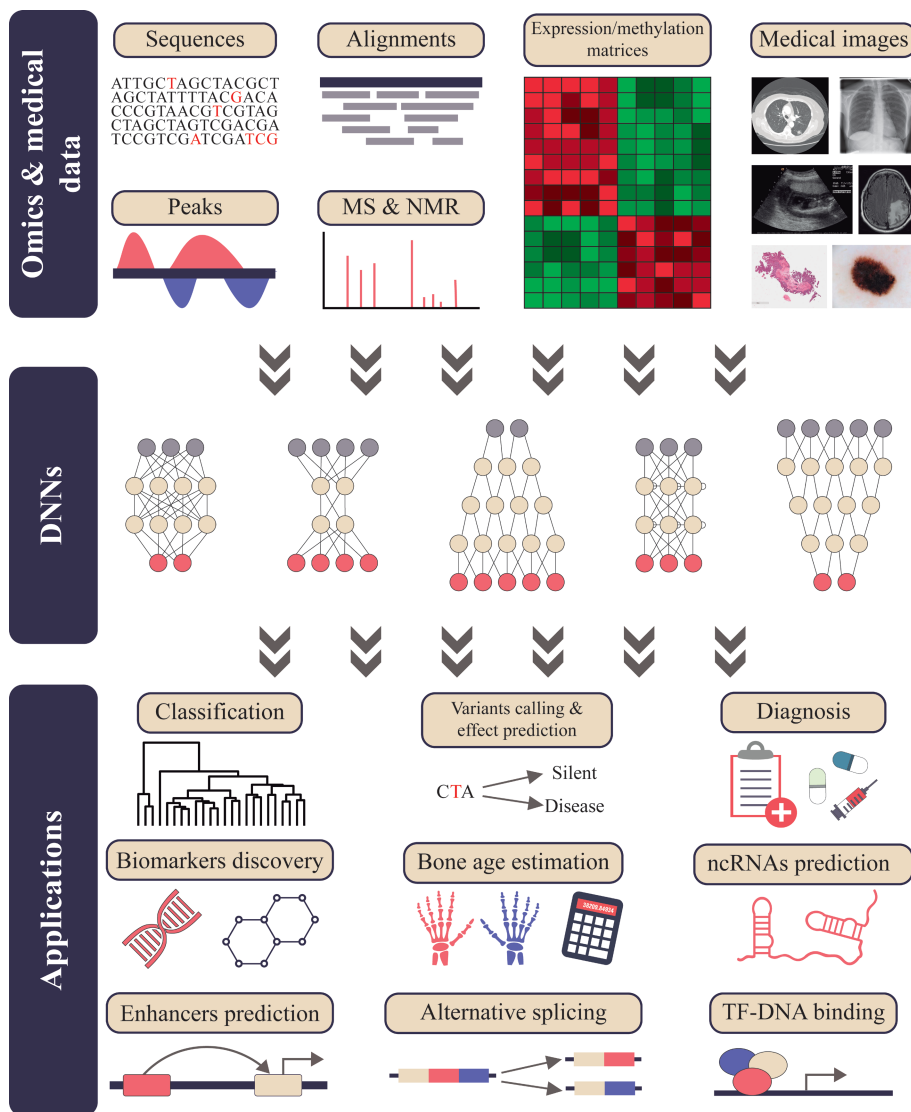 Omics & medical
data
Sequences
ATTGCTAGCTACGCT
AGCTATTTTACGACA
CCCGTAACGTCGTAG
CTAGCTAGTCGACGA
TCCGTCGATCGATCG
Alignments
Expression/methylation
matrices
Medical images
Peaks
MS & NMR
DNNs
Applications
Classification
Variants calling &
effect prediction
CTA
Silent
Disease
Diagnosis
Biomarkers discovery
Bone age estimation
ncRNAs prediction
Enhancers prediction
Alternative splicing
TF-DNA binding